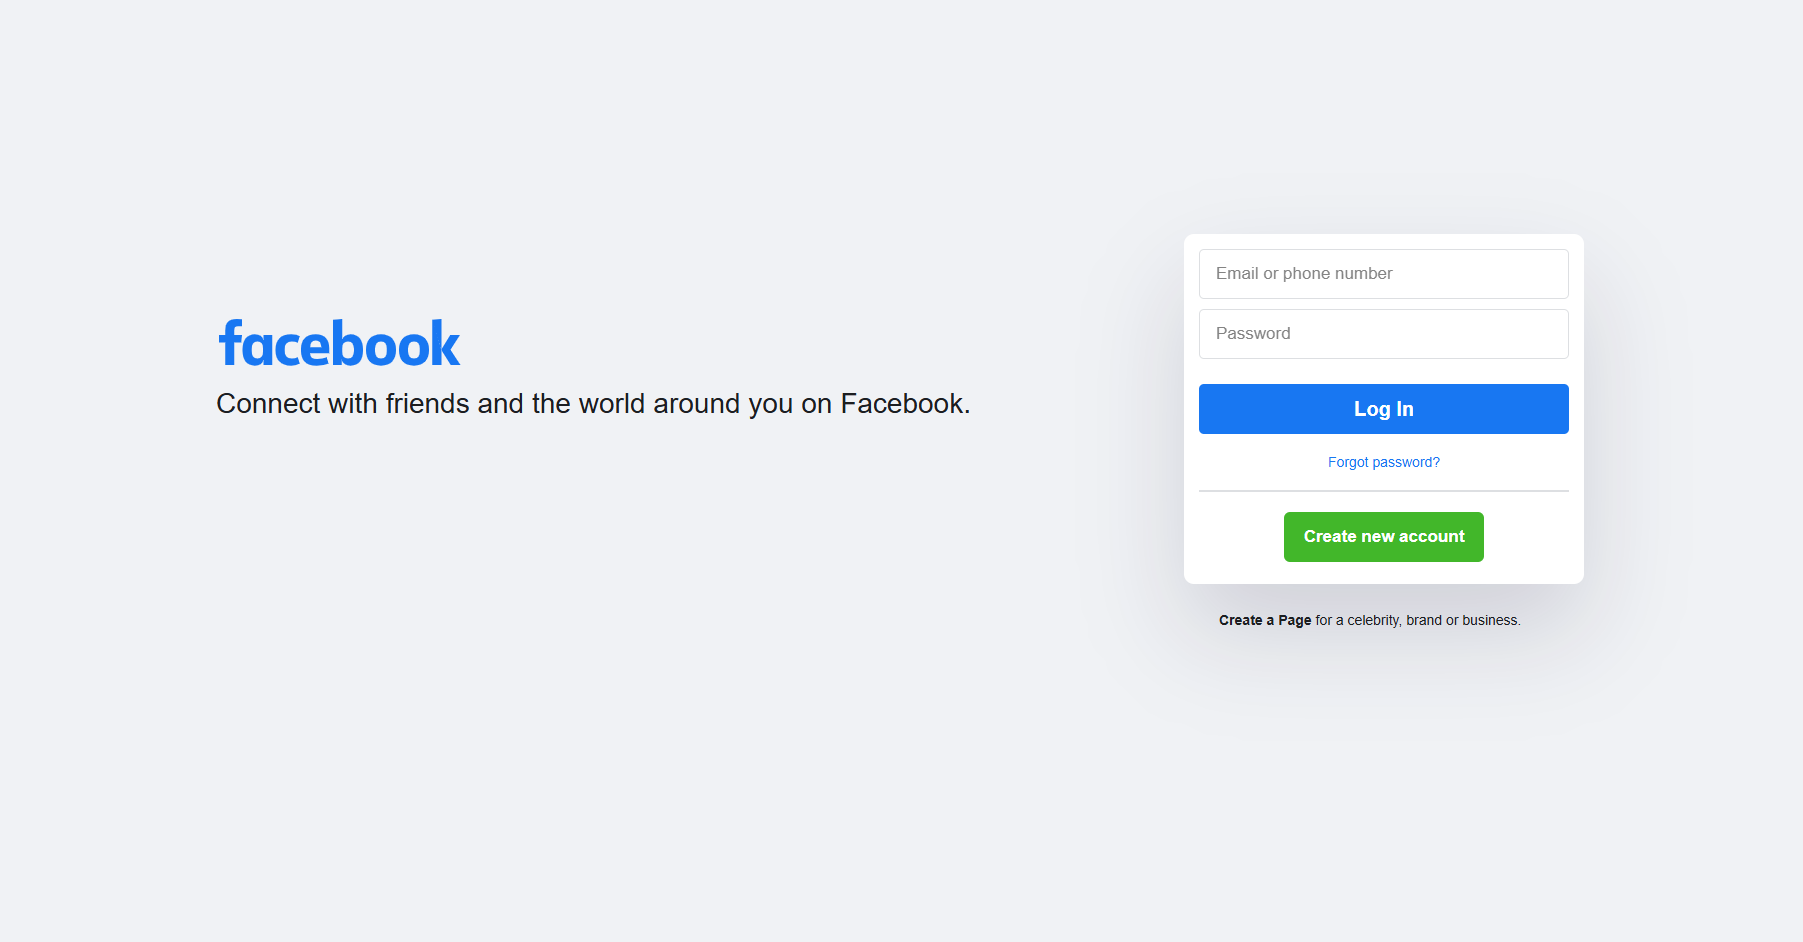 facebook
Connect with friends and the world around you on Facebook.
Email or phone number
Password
Log In
Forgot password?
Create new account
Create a Page for a celebrity, brand or business.